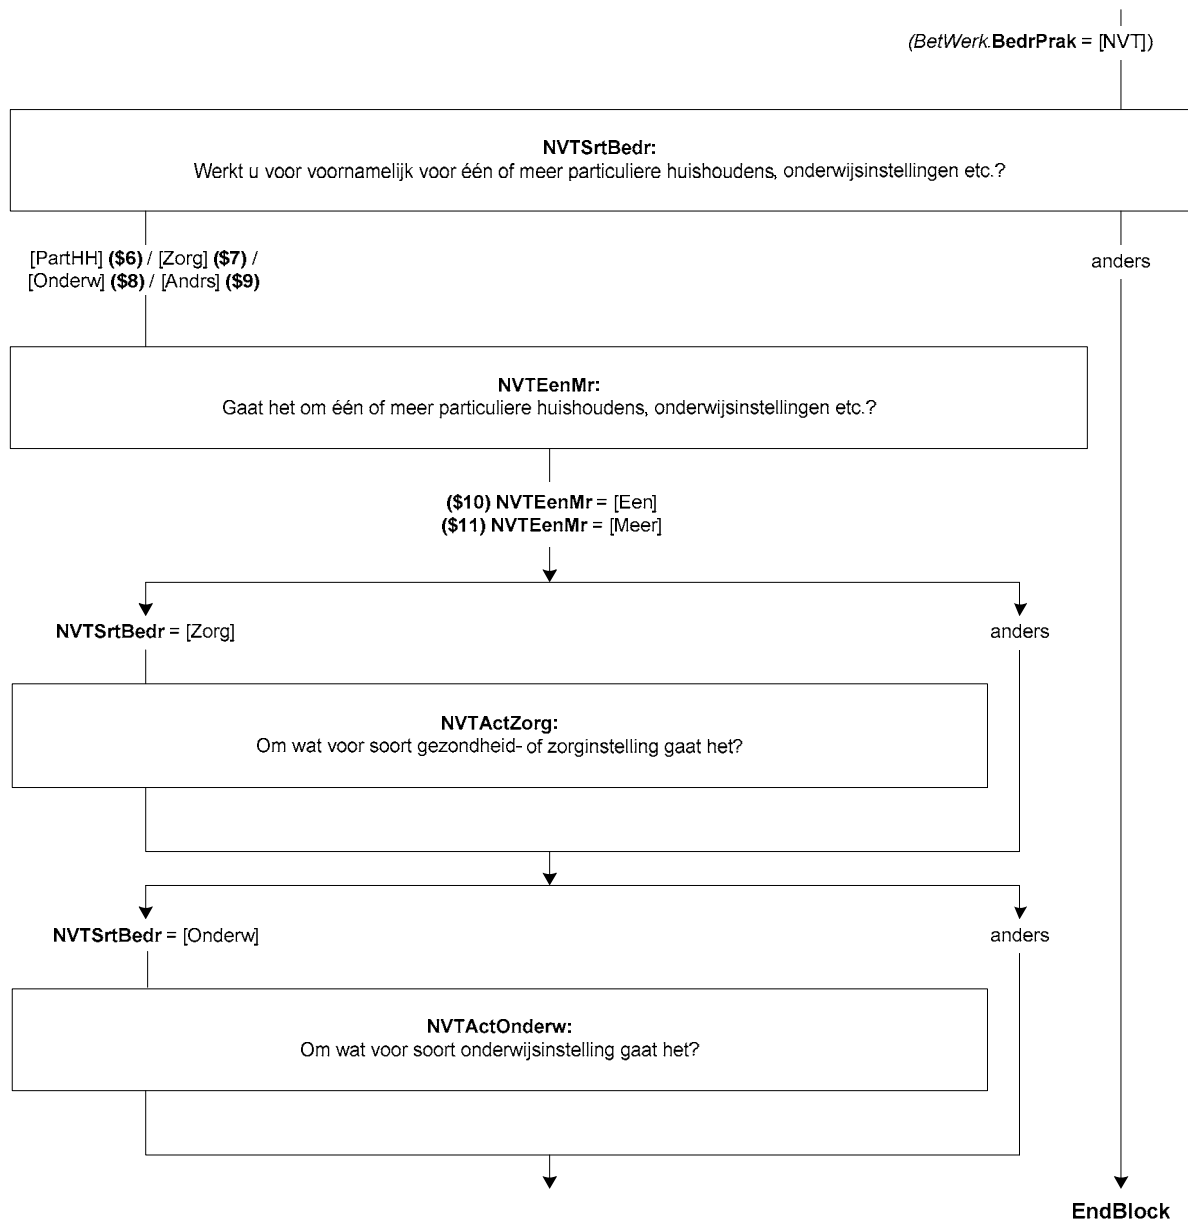 (BetWerk.BedrPrak = [NVT])
NVTSrtBedr:
Werkt u voor voornamelijk voor één of meer particuliere huishoudens, onderwijsinstellingen etc.?
[PartHH] ($6) / [Zorg] ($7) /
[Onderw] ($8) / [Andrs] ($9)
anders
NVTEenMr:
Gaat het om één of meer particuliere huishoudens, onderwijsinstellingen etc.?
($10) NVTEenMr = [Een]
($11) NVTEenMr = [Meer]
NVTSrtBedr = [Zorg]
anders
NVTActZorg:
Om wat voor soort gezondheid- of zorginstelling gaat het?
NVTSrtBedr = [Onderw]
anders
NVTActOnderw:
Om wat voor soort onderwijsinstelling gaat het?
EndBlock